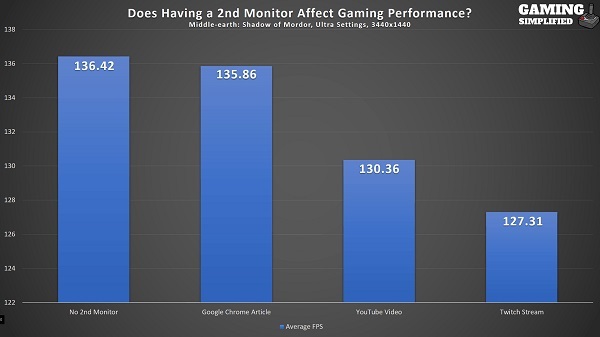 Does Having a 2nd Monitor Affect Gaming Performance?
Middle-earth: Shadow of Mordor, Ultra Settings, 3440x1440
GAMING
SIMPLIFIED
138
136
134
132
130
128
126
124
122
136.42
135.86
130.36
127.31
No 2nd Monitor
Google Chrome Article
YouTube Video
Twitch Stream
Average FPS